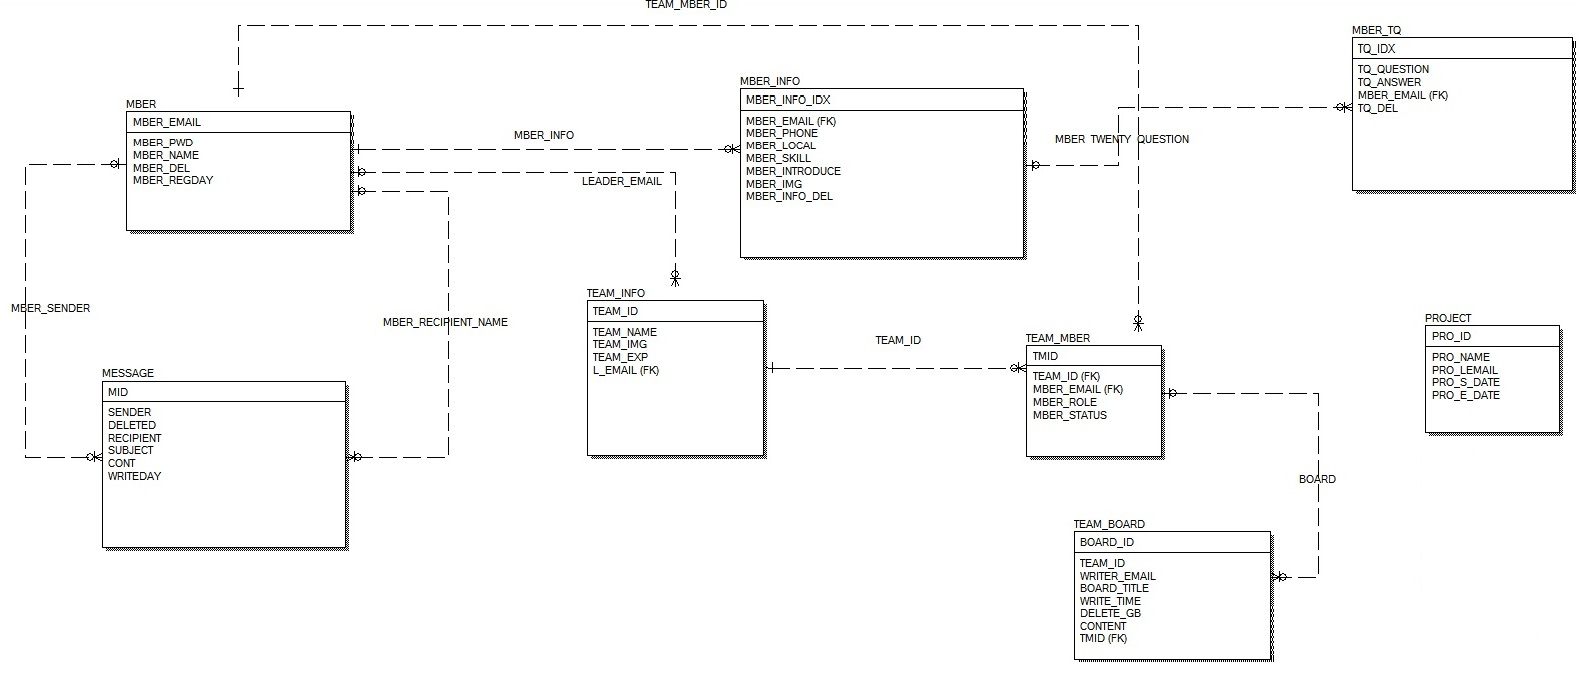 TEAM_MBER_ID
MBER_TQ
TQ_IDX
TQ_QUESTION
TQ_ANSWER
MBER_EMAIL (FK)
TQ_DEL
MBER_INFO
MBER_INFO_IDX
MBER_EMAIL (FK)
MBER_PHONE
MBER_LOCAL
MBER_SKILL
MBER_INTRODUCE
MBER_IMG
MBER_INFO_DEL
MBER
MBER_EMAIL
MBER_PWD
MBER_NAME
MBER_DEL
MBER_REGDAY
MBER_INFO
MBER_TWENTY_QUESTION
LEADER_EMAIL
MBER_SENDER
MBER_RECIPIENT_NAME
TEAM_INFO
TEAM_ID
TEAM_NAME
TEAM_IMG
TEAM_EXP
L_EMAIL (FK)
TEAM_ID
TEAM_MBER
TMID
TEAM_ID (FK)
MBER_EMAIL (FK)
MBER_ROLE
MBER_STATUS
PROJECT
PRO_ID
PRO_NAME
PRO_LEMAIL
PRO_S_DATE
PRO_E_DATE
MESSAGE
MID
SENDER
DELETED
RECIPIENT
SUBJECT
CONT
WRITEDAY
BOARD
TEAM_BOARD
BOARD_ID
TEAM_ID
WRITER_EMAIL
BOARD_TITLE
WRITE_TIME
DELETE_GB
CONTENT
TMID (FK)